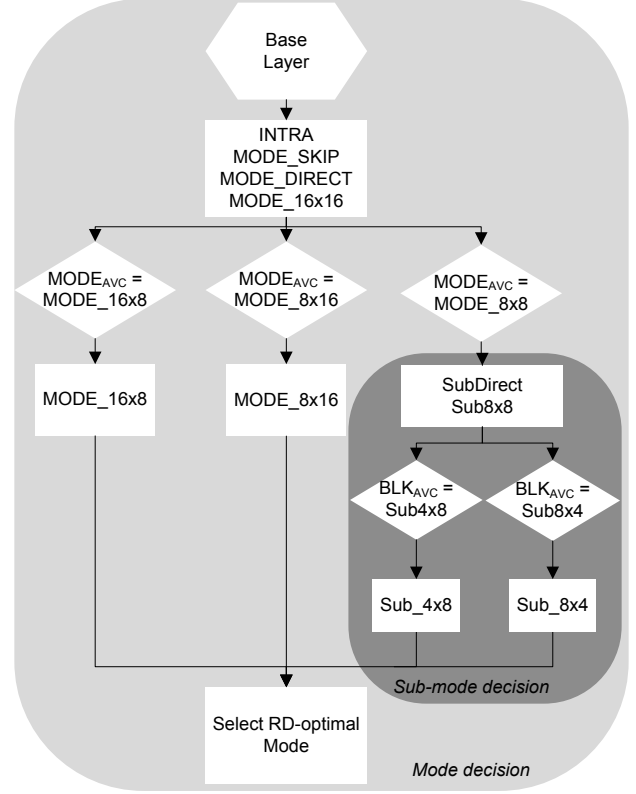 Base
Layer
INTRA
MODE_SKIP
MODE_DIRECT
MODE_16x16
MODEAVC =
MODE_16x8
MODEAVC =
MODE_8x16
MODEAVC =
MODE_8x8
MODE_16x8
MODE_8x16
SubDirect
Sub8x8
BLKAVC =
Sub4x8
BLKAVC =
Sub8x4
Sub_4x8
Sub_8x4
Sub-mode decision
Select RD-optimal
Mode
Mode decision